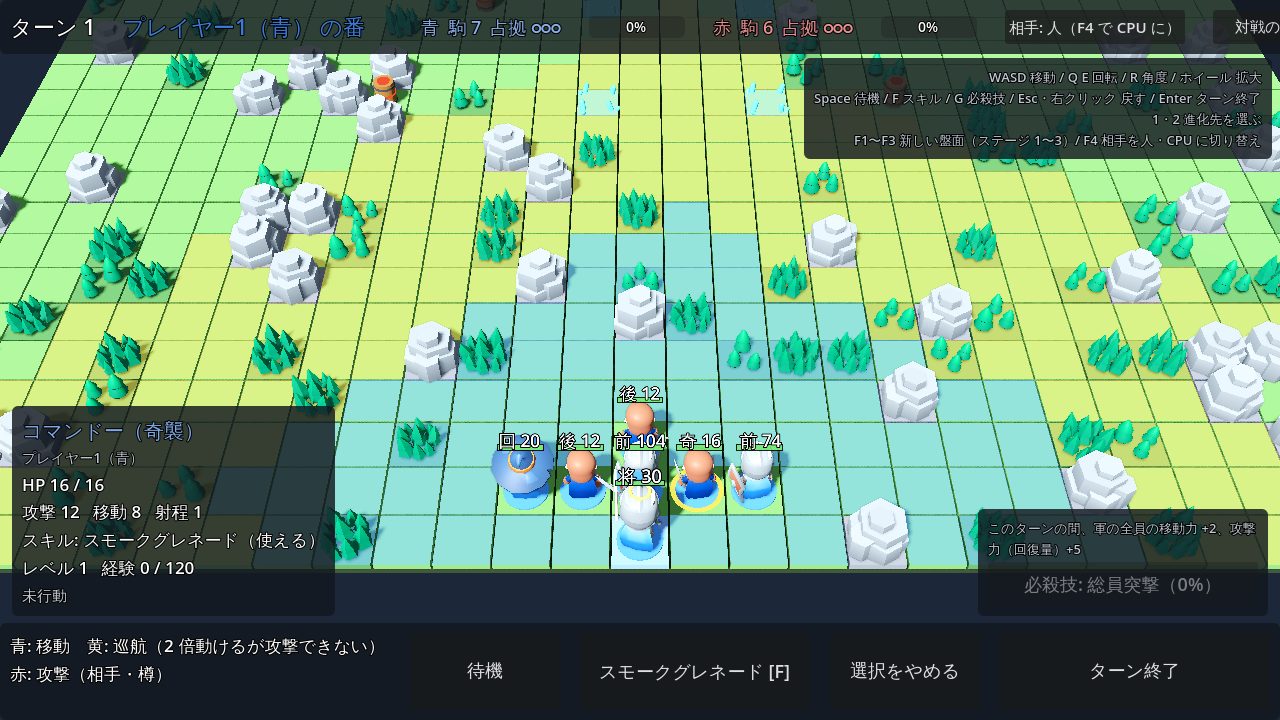 ターン 1 プレイヤー1（青） の番 青 駒 7 占拠 ○○○ 0% 赤 駒 6 占拠 ○○○ 0% 相手: 人（F4 で CPU に） 対戦の
WASD 移動 / Q E 回転 / R 角度 / ホイール 拡大
Space 待機 / F スキル / G 必殺技 / Esc・右クリック 戻す / Enter ターン終了
1・2 進化先を選ぶ
F1〜F3 新しい盤面（ステージ 1〜3）/ F4 相手を人・CPU に切り替え
後 12
回 20 後 12 前 104 奇 16 前 74
将 30
コマンドー（奇襲）
プレイヤー1（青）
HP 16 / 16
攻撃 12 移動 8 射程 1
スキル: スモークグレネード（使える）
レベル 1 経験 0 / 120
未行動
このターンの間、軍の全員の移動力 +2、攻撃
力（回復量）+5
必殺技: 総員突撃（0%）
青: 移動 黄: 巡航（2 倍動けるが攻撃できない）
赤: 攻撃（相手・樽）
待機 スモークグレネード [F] 選択をやめる ターン終了